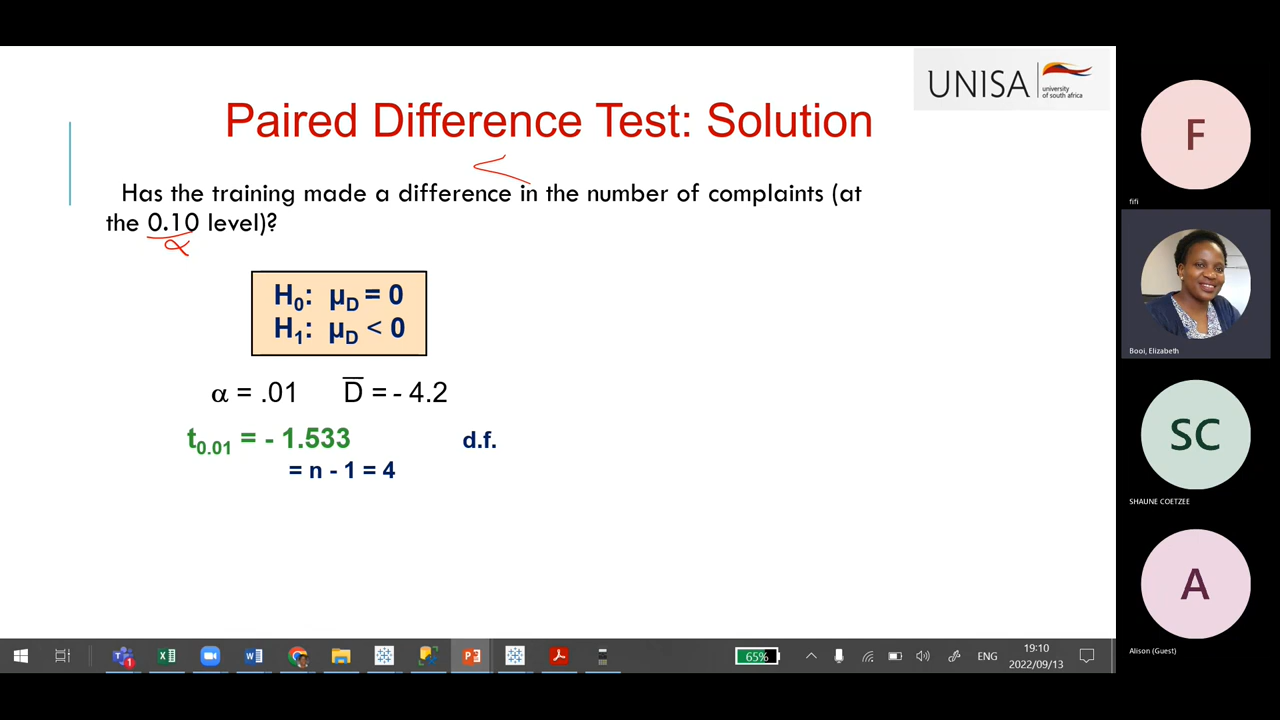 UNISA
university
of south africa
Paired Difference Test: Solution
<
Has the training made a difference in the number of complaints (at
the 0.10 level)?
α
H₀: μD = 0
H₁: μD < 0
α = .01 D̅ = - 4.2
t₀.₀₁ = - 1.533 d.f.
= n - 1 = 4
F
fifi
Booi, Elizabeth
SC
SHAUNE COETZEE
A
Alison (Guest)
1
65%
ENG
19:10
2022/09/13